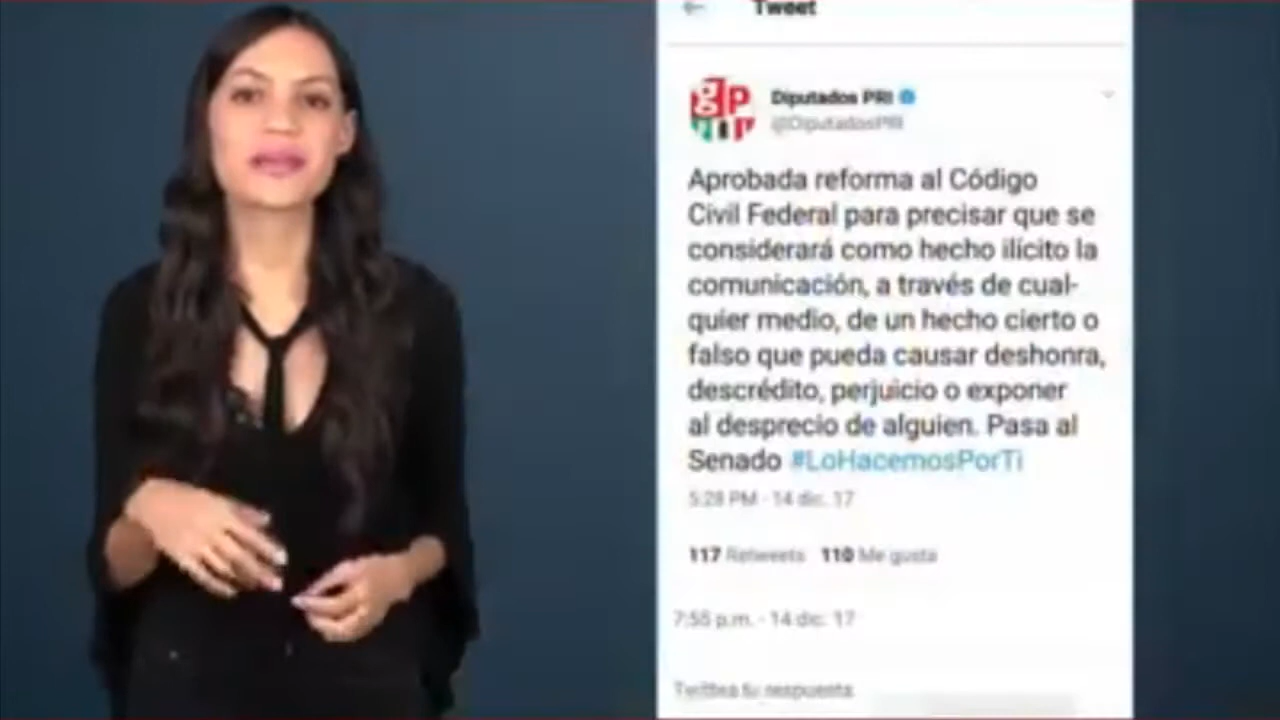 Tweet
Diputados PRI
@DiputadosPRI
Aprobada reforma al Código
Civil Federal para precisar que se
considerará como hecho ilícito la
comunicación, a través de cual-
quier medio, de un hecho cierto o
falso que pueda causar deshonra,
descrédito, perjuicio o exponer
al desprecio de alguien. Pasa al
Senado #LoHacemosPorTi
5:28 PM · 14 dic. 17
117 Retweets 110 Me gusta
7:55 p.m. · 14 dic. 17
Twittea tu respuesta